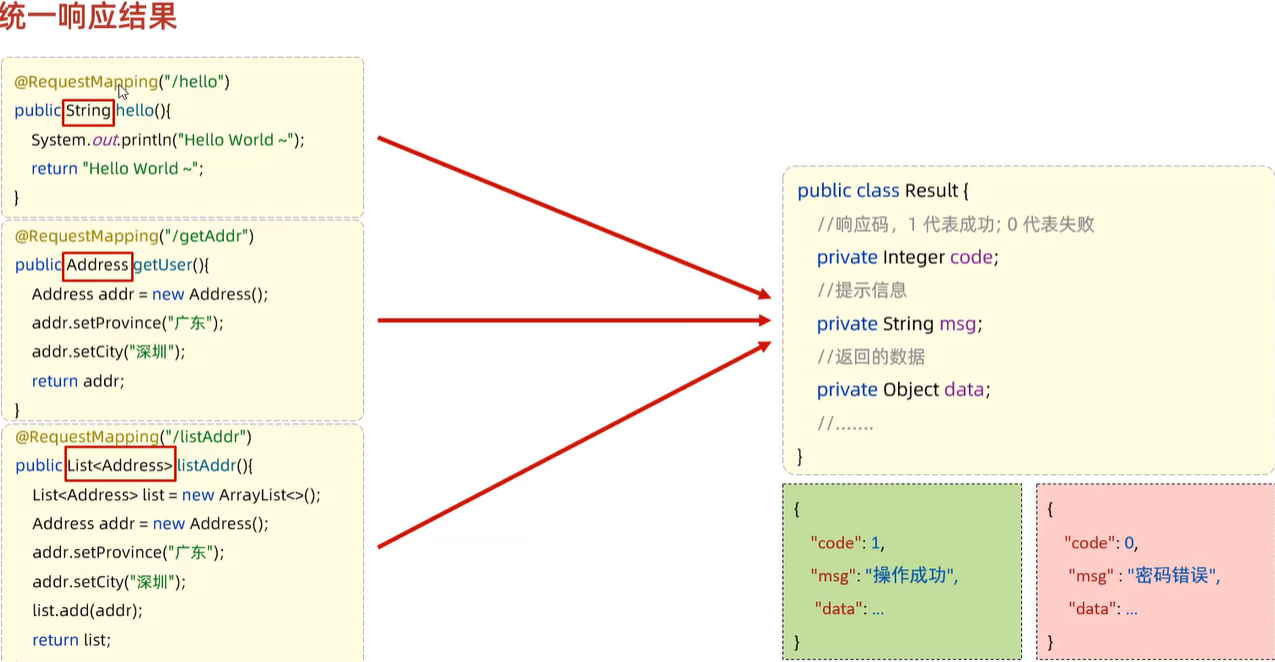 统一响应结果
@RequestMapping("/hello")
public String hello(){
System.out.println("Hello World ~");
return "Hello World ~";
}
@RequestMapping("/getAddr")
public Address getUser(){
Address addr = new Address();
addr.setProvince("广东");
addr.setCity("深圳");
return addr;
}
@RequestMapping("/listAddr")
public List<Address> listAddr(){
List<Address> list = new ArrayList<>();
Address addr = new Address();
addr.setProvince("广东");
addr.setCity("深圳");
list.add(addr);
return list;
public class Result {
//响应码，1 代表成功; 0 代表失败
private Integer code;
//提示信息
private String msg;
//返回的数据
private Object data;
//.......
}
{
"code": 1,
"msg": "操作成功",
"data": ...
}
{
"code": 0,
"msg" : "密码错误",
"data": ...
}